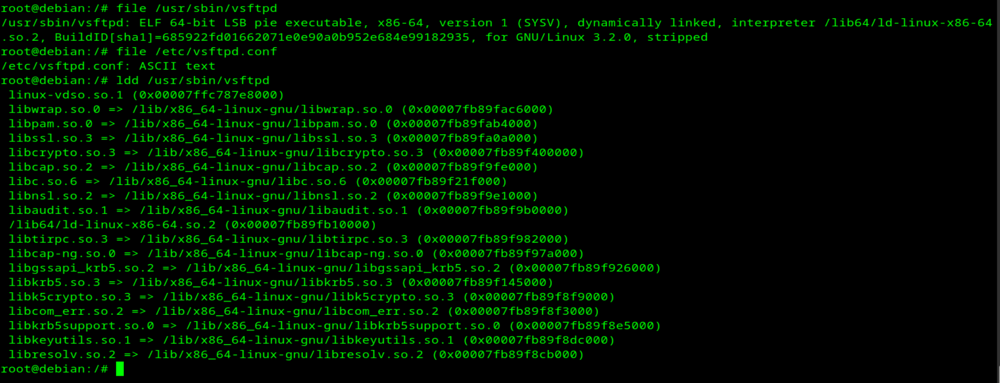 root@debian:/# file /usr/sbin/vsftpd
/usr/sbin/vsftpd: ELF 64-bit LSB pie executable, x86-64, version 1 (SYSV), dynamically linked, interpreter /lib64/ld-linux-x86-64
.so.2, BuildID[sha1]=685922fd01662071e0e90a0b952e684e99182935, for GNU/Linux 3.2.0, stripped
root@debian:/# file /etc/vsftpd.conf
/etc/vsftpd.conf: ASCII text
root@debian:/# ldd /usr/sbin/vsftpd
linux-vdso.so.1 (0x00007ffc787e8000)
libwrap.so.0 => /lib/x86_64-linux-gnu/libwrap.so.0 (0x00007fb89fac6000)
libpam.so.0 => /lib/x86_64-linux-gnu/libpam.so.0 (0x00007fb89fab4000)
libssl.so.3 => /lib/x86_64-linux-gnu/libssl.so.3 (0x00007fb89fa0a000)
libcrypto.so.3 => /lib/x86_64-linux-gnu/libcrypto.so.3 (0x00007fb89f400000)
libcap.so.2 => /lib/x86_64-linux-gnu/libcap.so.2 (0x00007fb89f9fe000)
libc.so.6 => /lib/x86_64-linux-gnu/libc.so.6 (0x00007fb89f21f000)
libnsl.so.2 => /lib/x86_64-linux-gnu/libnsl.so.2 (0x00007fb89f9e1000)
libaudit.so.1 => /lib/x86_64-linux-gnu/libaudit.so.1 (0x00007fb89f9b0000)
/lib64/ld-linux-x86-64.so.2 (0x00007fb89fb10000)
libtirpc.so.3 => /lib/x86_64-linux-gnu/libtirpc.so.3 (0x00007fb89f982000)
libcap-ng.so.0 => /lib/x86_64-linux-gnu/libcap-ng.so.0 (0x00007fb89f97a000)
libgssapi_krb5.so.2 => /lib/x86_64-linux-gnu/libgssapi_krb5.so.2 (0x00007fb89f926000)
libkrb5.so.3 => /lib/x86_64-linux-gnu/libkrb5.so.3 (0x00007fb89f145000)
libk5crypto.so.3 => /lib/x86_64-linux-gnu/libk5crypto.so.3 (0x00007fb89f8f9000)
libcom_err.so.2 => /lib/x86_64-linux-gnu/libcom_err.so.2 (0x00007fb89f8f3000)
libkrb5support.so.0 => /lib/x86_64-linux-gnu/libkrb5support.so.0 (0x00007fb89f8e5000)
libkeyutils.so.1 => /lib/x86_64-linux-gnu/libkeyutils.so.1 (0x00007fb89f8dc000)
libresolv.so.2 => /lib/x86_64-linux-gnu/libresolv.so.2 (0x00007fb89f8cb000)
root@debian:/#